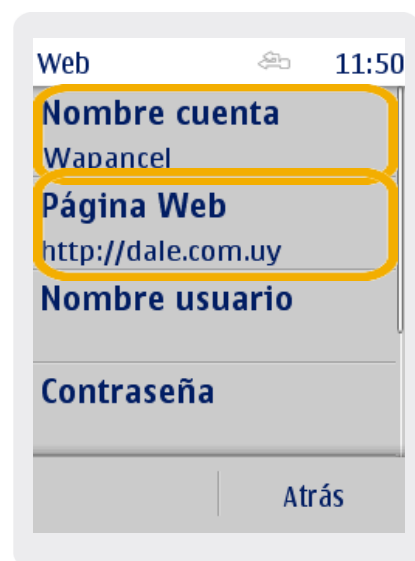 Web 11:50
Nombre cuenta
Wapancel
Página Web
http://dale.com.uy
Nombre usuario
Contraseña
Atrás